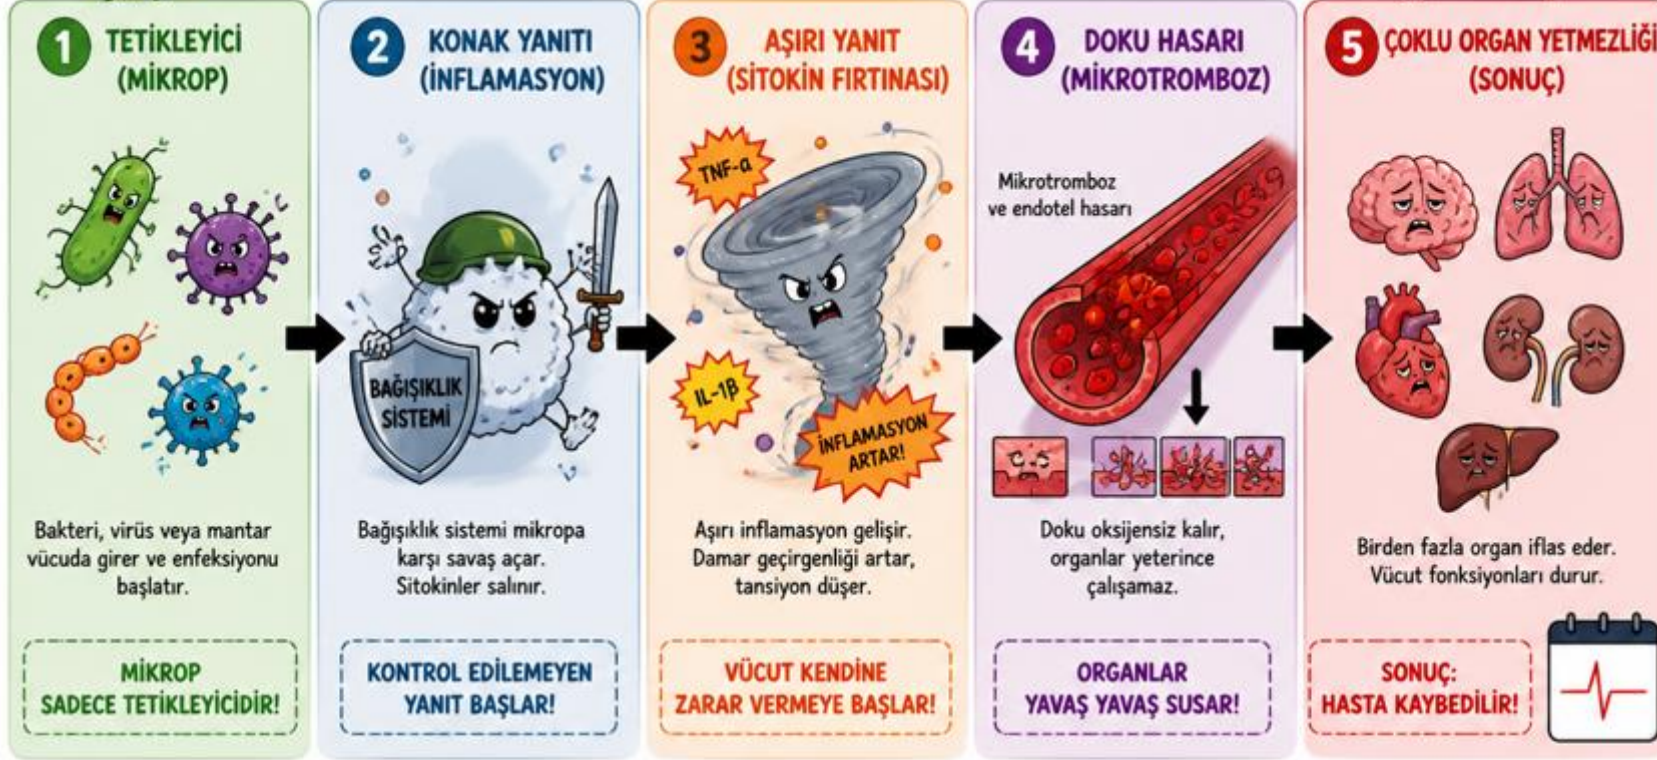 1
TETİKLEYİCİ
(MİKROP)
Bakteri, virüs veya mantar
vücuda girer ve enfeksiyonu
başlatır.
MİKROP
SADECE TETİKLEYİCİDİR!
2
KONAK YANITI
(İNFLAMASYON)
BAĞIŞIKLIK
SİSTEMİ
Bağışıklık sistemi mikropa
karşı savaş açar.
Sitokinler salınır.
KONTROL EDİLEMEYEN
YANIT BAŞLAR!
3
AŞIRI YANIT
(SİTOKİN FIRTINASI)
TNF-α
IL-1β
İNFLAMASYON
ARTAR!
Aşırı inflamasyon gelişir.
Damar geçirgenliği artar,
tansiyon düşer.
VÜCUT KENDİNE
ZARAR VERMEYE BAŞLAR!
4
DOKU HASARI
(MİKROTROMBOZ)
Mikrotromboz
ve endotel hasarı
Doku oksijensiz kalır,
organlar yeterince
çalışamaz.
ORGANLAR
YAVAŞ YAVAŞ SUSAR!
5
ÇOKLU ORGAN YETMEZLİĞİ
(SONUÇ)
Birden fazla organ iflas eder.
Vücut fonksiyonları durur.
SONUÇ:
HASTA KAYBEDİLİR!